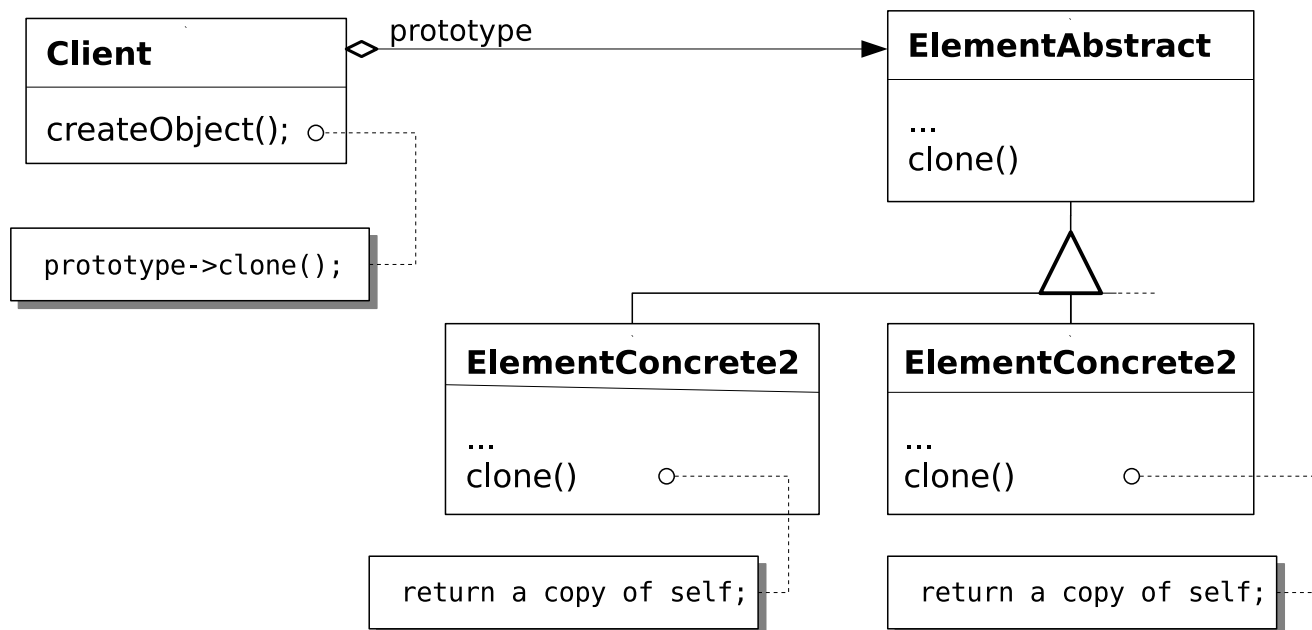 Client
createObject();
prototype
ElementAbstract
...
clone()
prototype->clone();
ElementConcrete2
...
clone()
ElementConcrete2
...
clone()
return a copy of self;
return a copy of self;